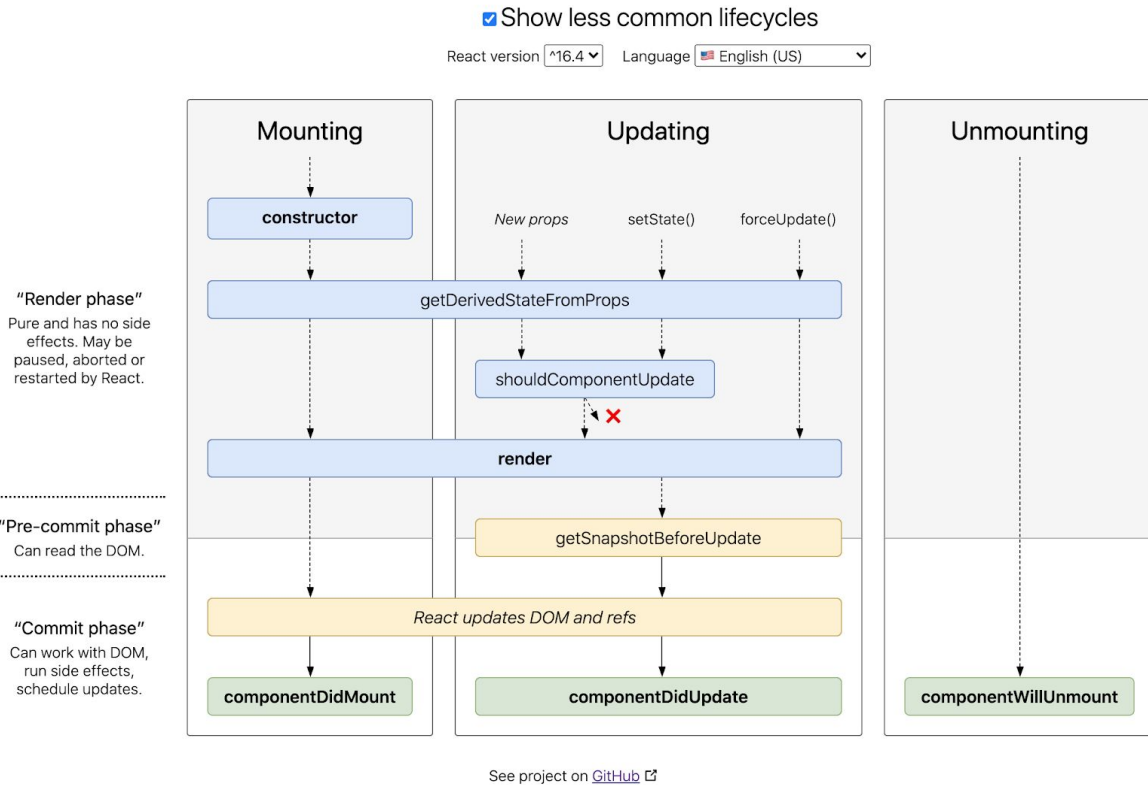 Show less common lifecycles
React version ^16.4 Language English (US)
Mounting Updating Unmounting
constructor
New props setState() forceUpdate()
“Render phase”
Pure and has no side
effects. May be
paused, aborted or
restarted by React.
getDerivedStateFromProps
shouldComponentUpdate
render
“Pre-commit phase”
Can read the DOM.
getSnapshotBeforeUpdate
“Commit phase”
Can work with DOM,
run side effects,
schedule updates.
React updates DOM and refs
componentDidMount componentDidUpdate componentWillUnmount
See project on GitHub